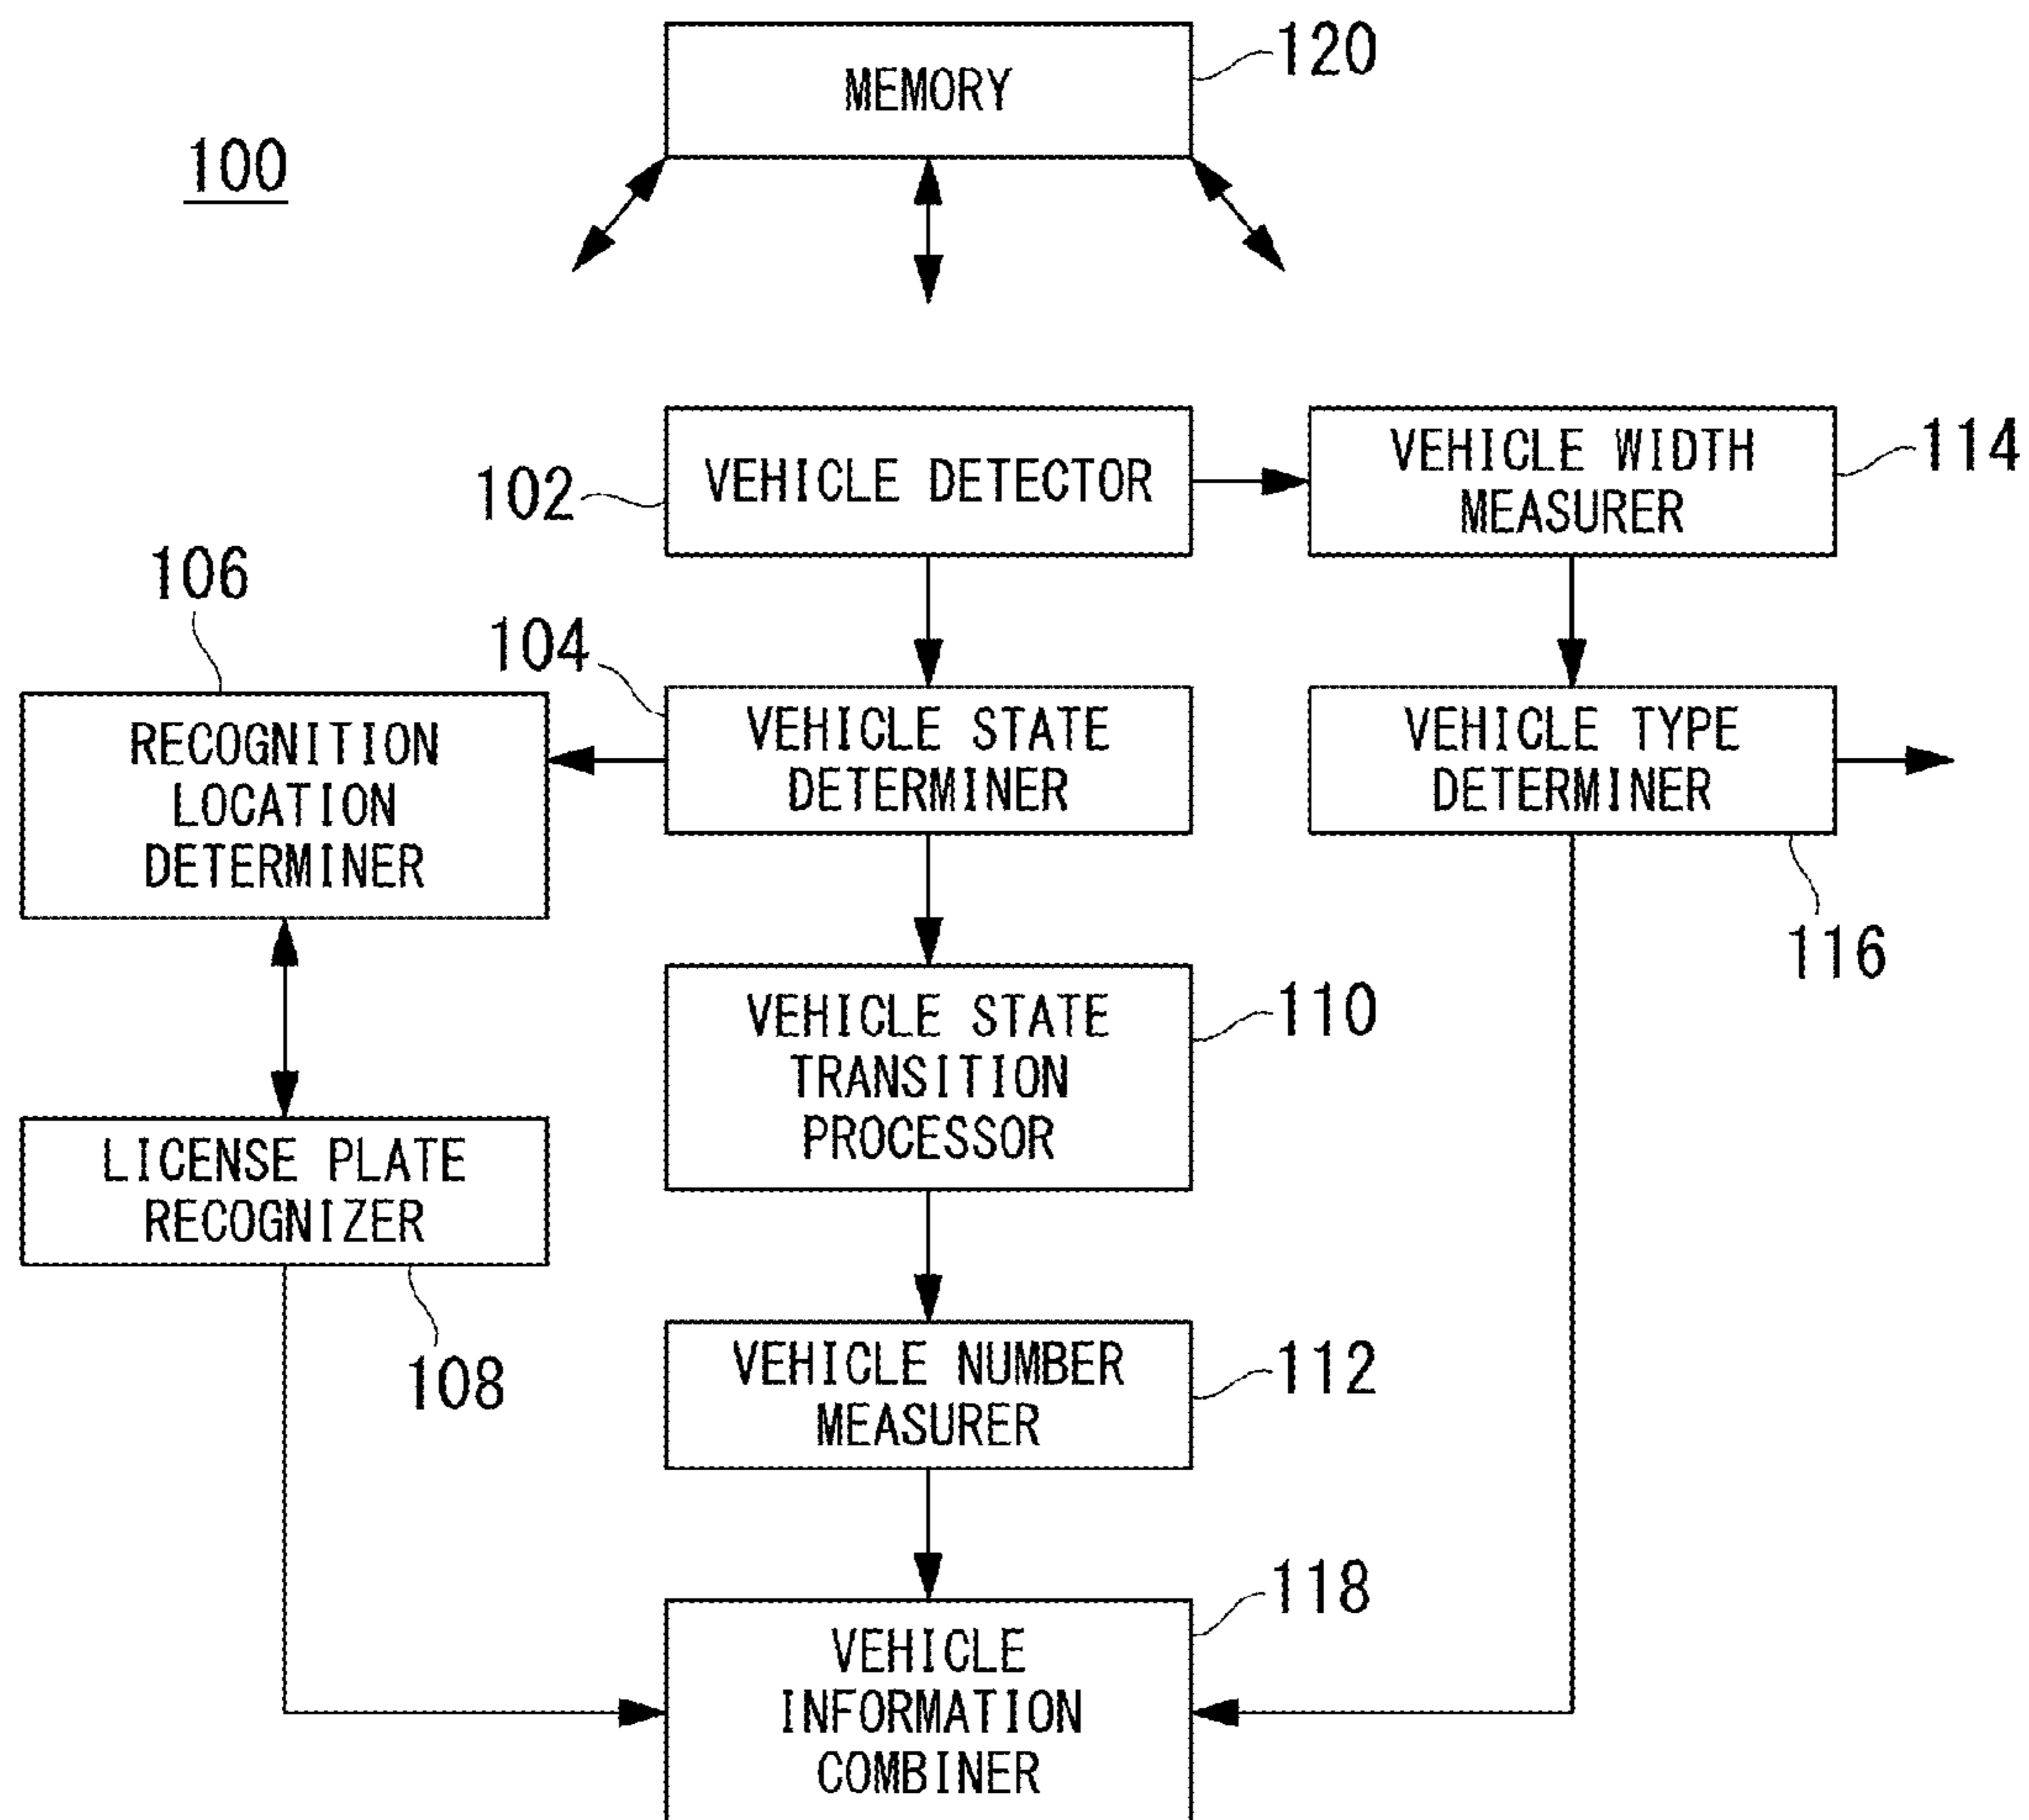 120
MEMORY
100
VEHICLE DETECTOR
102
VEHICLE WIDTH
MEASURER
114
106
104
RECOGNITION
LOCATION
DETERMINER
VEHICLE STATE
DETERMINER
VEHICLE TYPE
DETERMINER
116
VEHICLE STATE
TRANSITION
PROCESSOR
110
LICENSE PLATE
RECOGNIZER
108
VEHICLE NUMBER
MEASURER
112
118
VEHICLE
INFORMATION
COMBINER